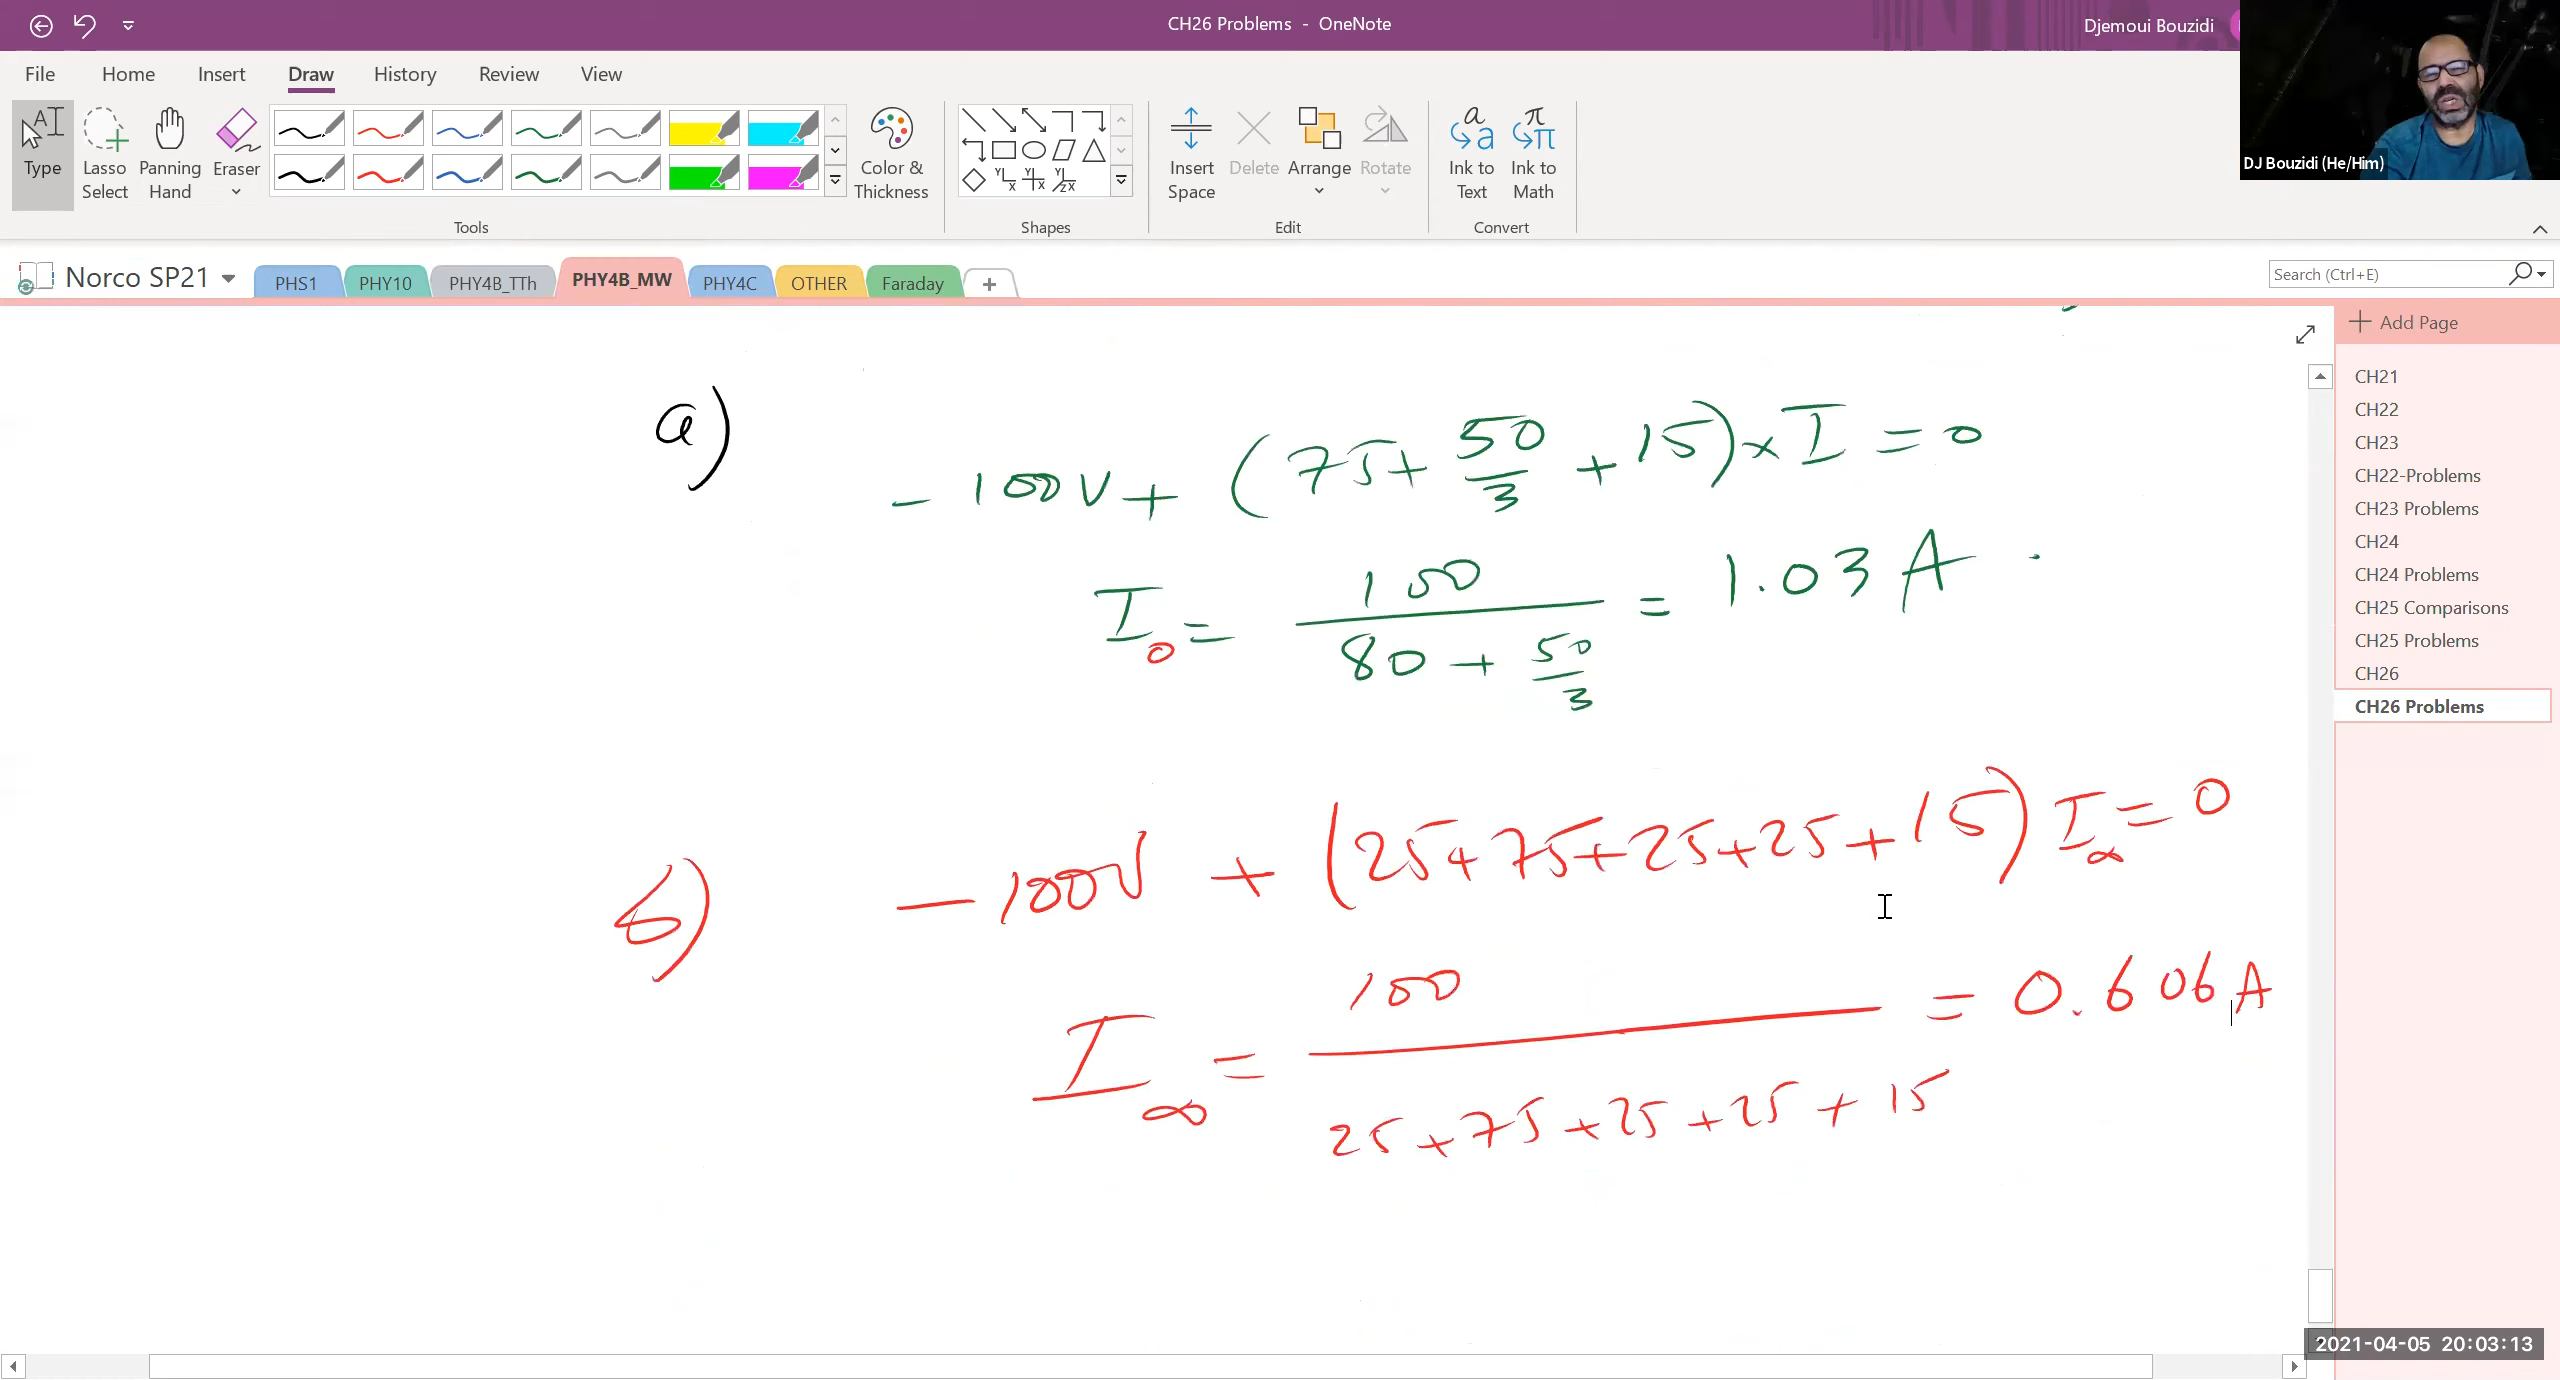 CH26 Problems - OneNote
Djemoui Bouzidi
File Home Insert Draw History Review View
Type
Lasso Select
Panning Hand
Eraser
Color & Thickness
Insert Space
Delete
Arrange
Rotate
a a
Ink to Text
π π
Ink to Math
Tools
Shapes
Edit
Convert
DJ Bouzidi (He/Him)
Norco SP21
PHS1 PHY10 PHY4B_TTh PHY4B_MW PHY4C OTHER Faraday +
Search (Ctrl+E)
Add Page
CH21
CH22
CH23
CH22-Problems
CH23 Problems
CH24
CH24 Problems
CH25 Comparisons
CH25 Problems
CH26
CH26 Problems
a)
- 100V + (75 + 50/3 + 15) × I = 0
I₀ = 100 / (80 + 50/3) = 1.03 A
b)
- 100V + (25+75+25+25+15) I∞ = 0
I∞ = 100 / (25+75+25+25+15) = 0.606 A
2021-04-05 20:03:13